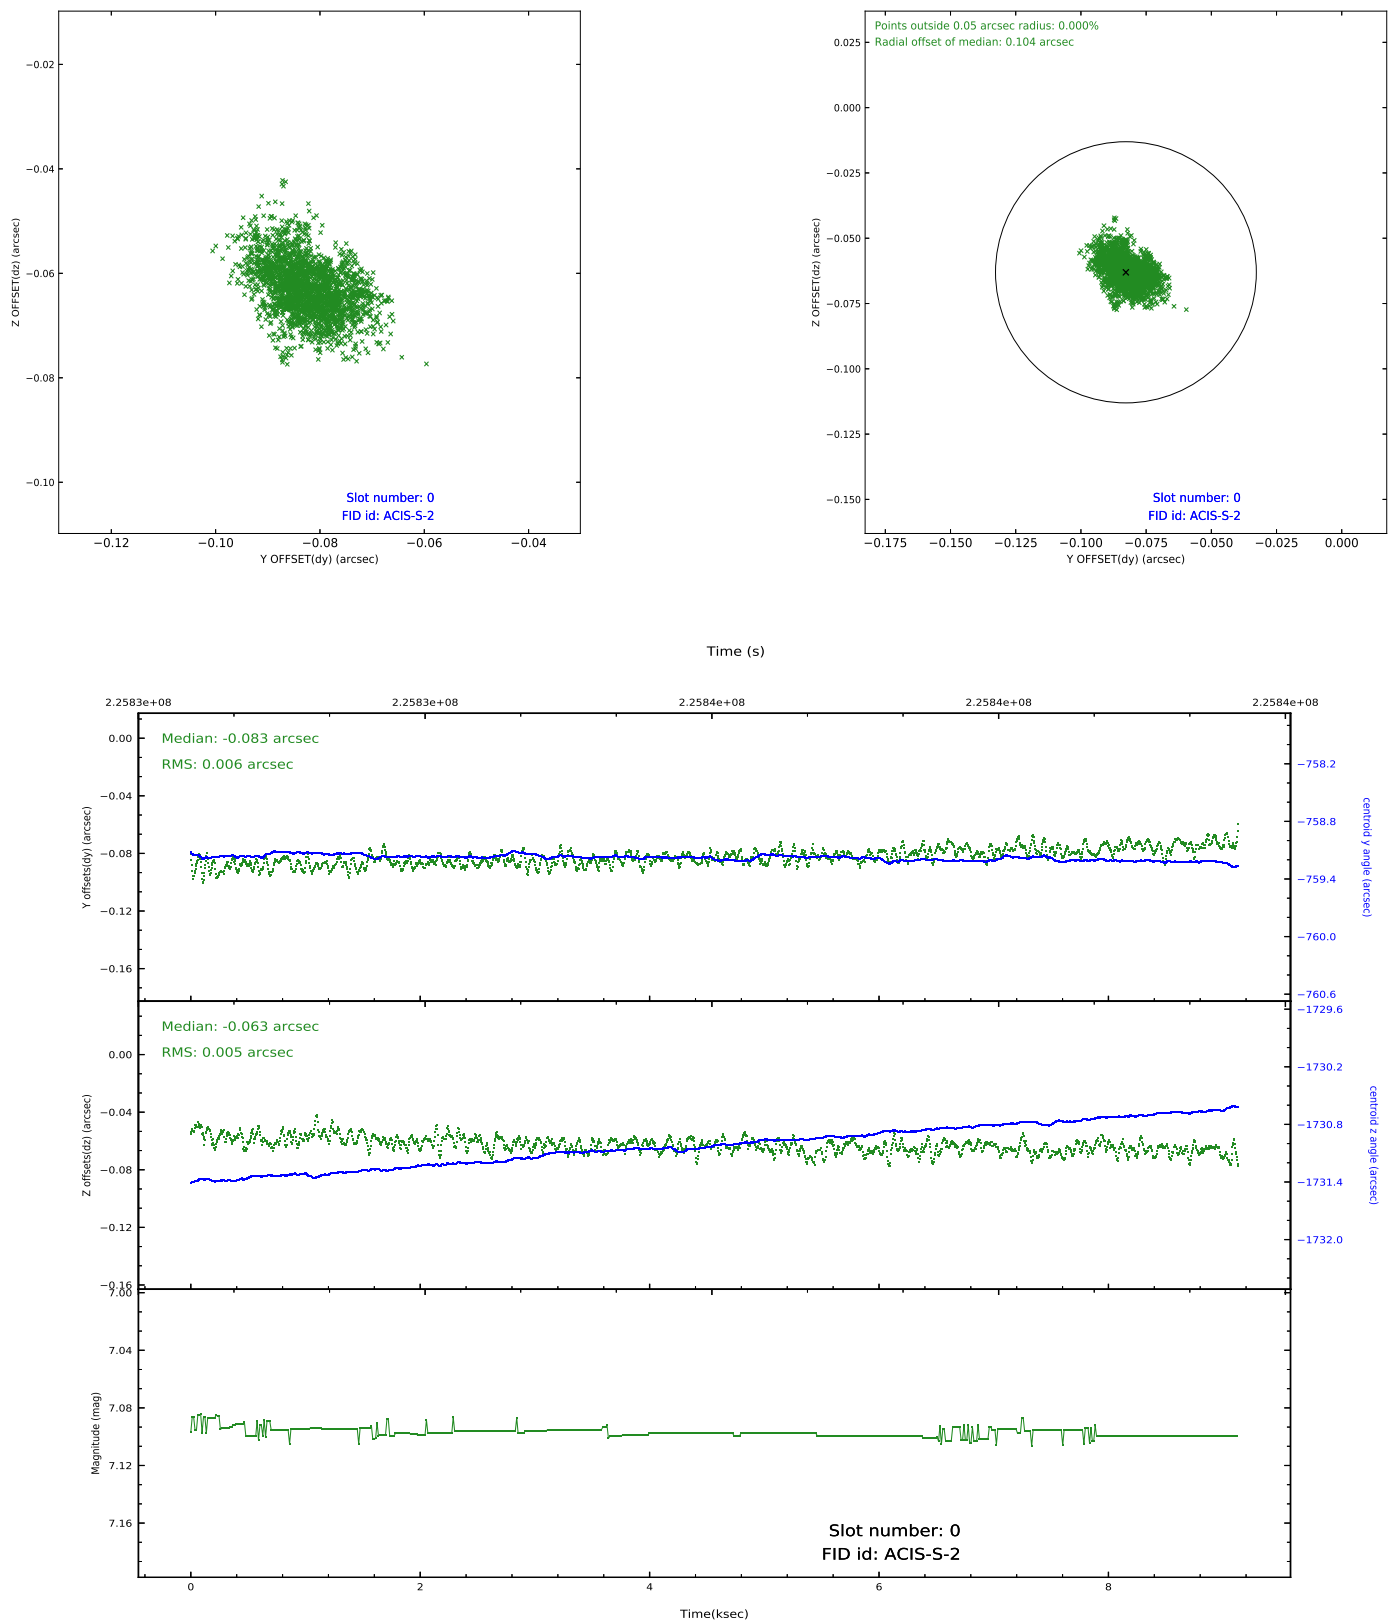 −0.02
−0.04
−0.06
−0.08
−0.10
Z OFFSET(dz) (arcsec)
Slot number: 0
FID id: ACIS-S-2
−0.12
−0.10
−0.08
−0.06
−0.04
Y OFFSET(dy) (arcsec)
Points outside 0.05 arcsec radius: 0.000%
Radial offset of median: 0.104 arcsec
0.025
0.000
−0.025
−0.050
−0.075
−0.100
−0.125
−0.150
Z OFFSET(dz) (arcsec)
Slot number: 0
FID id: ACIS-S-2
−0.175
−0.150
−0.125
−0.100
−0.075
−0.050
−0.025
0.000
Y OFFSET(dy) (arcsec)
Time (s)
2.2583e+08
2.2583e+08
2.2584e+08
2.2584e+08
2.2584e+08
Median: -0.083 arcsec
RMS: 0.006 arcsec
0.00
−0.04
−0.08
−0.12
−0.16
Y offsets(dy) (arcsec)
−758.2
−758.8
−759.4
−760.0
−760.6
centroid y angle (arcsec)
Median: -0.063 arcsec
RMS: 0.005 arcsec
0.00
−0.04
−0.08
−0.12
−0.16
Z offsets(dz) (arcsec)
−1729.6
−1730.2
−1730.8
−1731.4
−1732.0
centroid z angle (arcsec)
7.00
7.04
7.08
7.12
7.16
Magnitude (mag)
Slot number: 0
FID id: ACIS-S-2
0
2
4
6
8
Time(ksec)